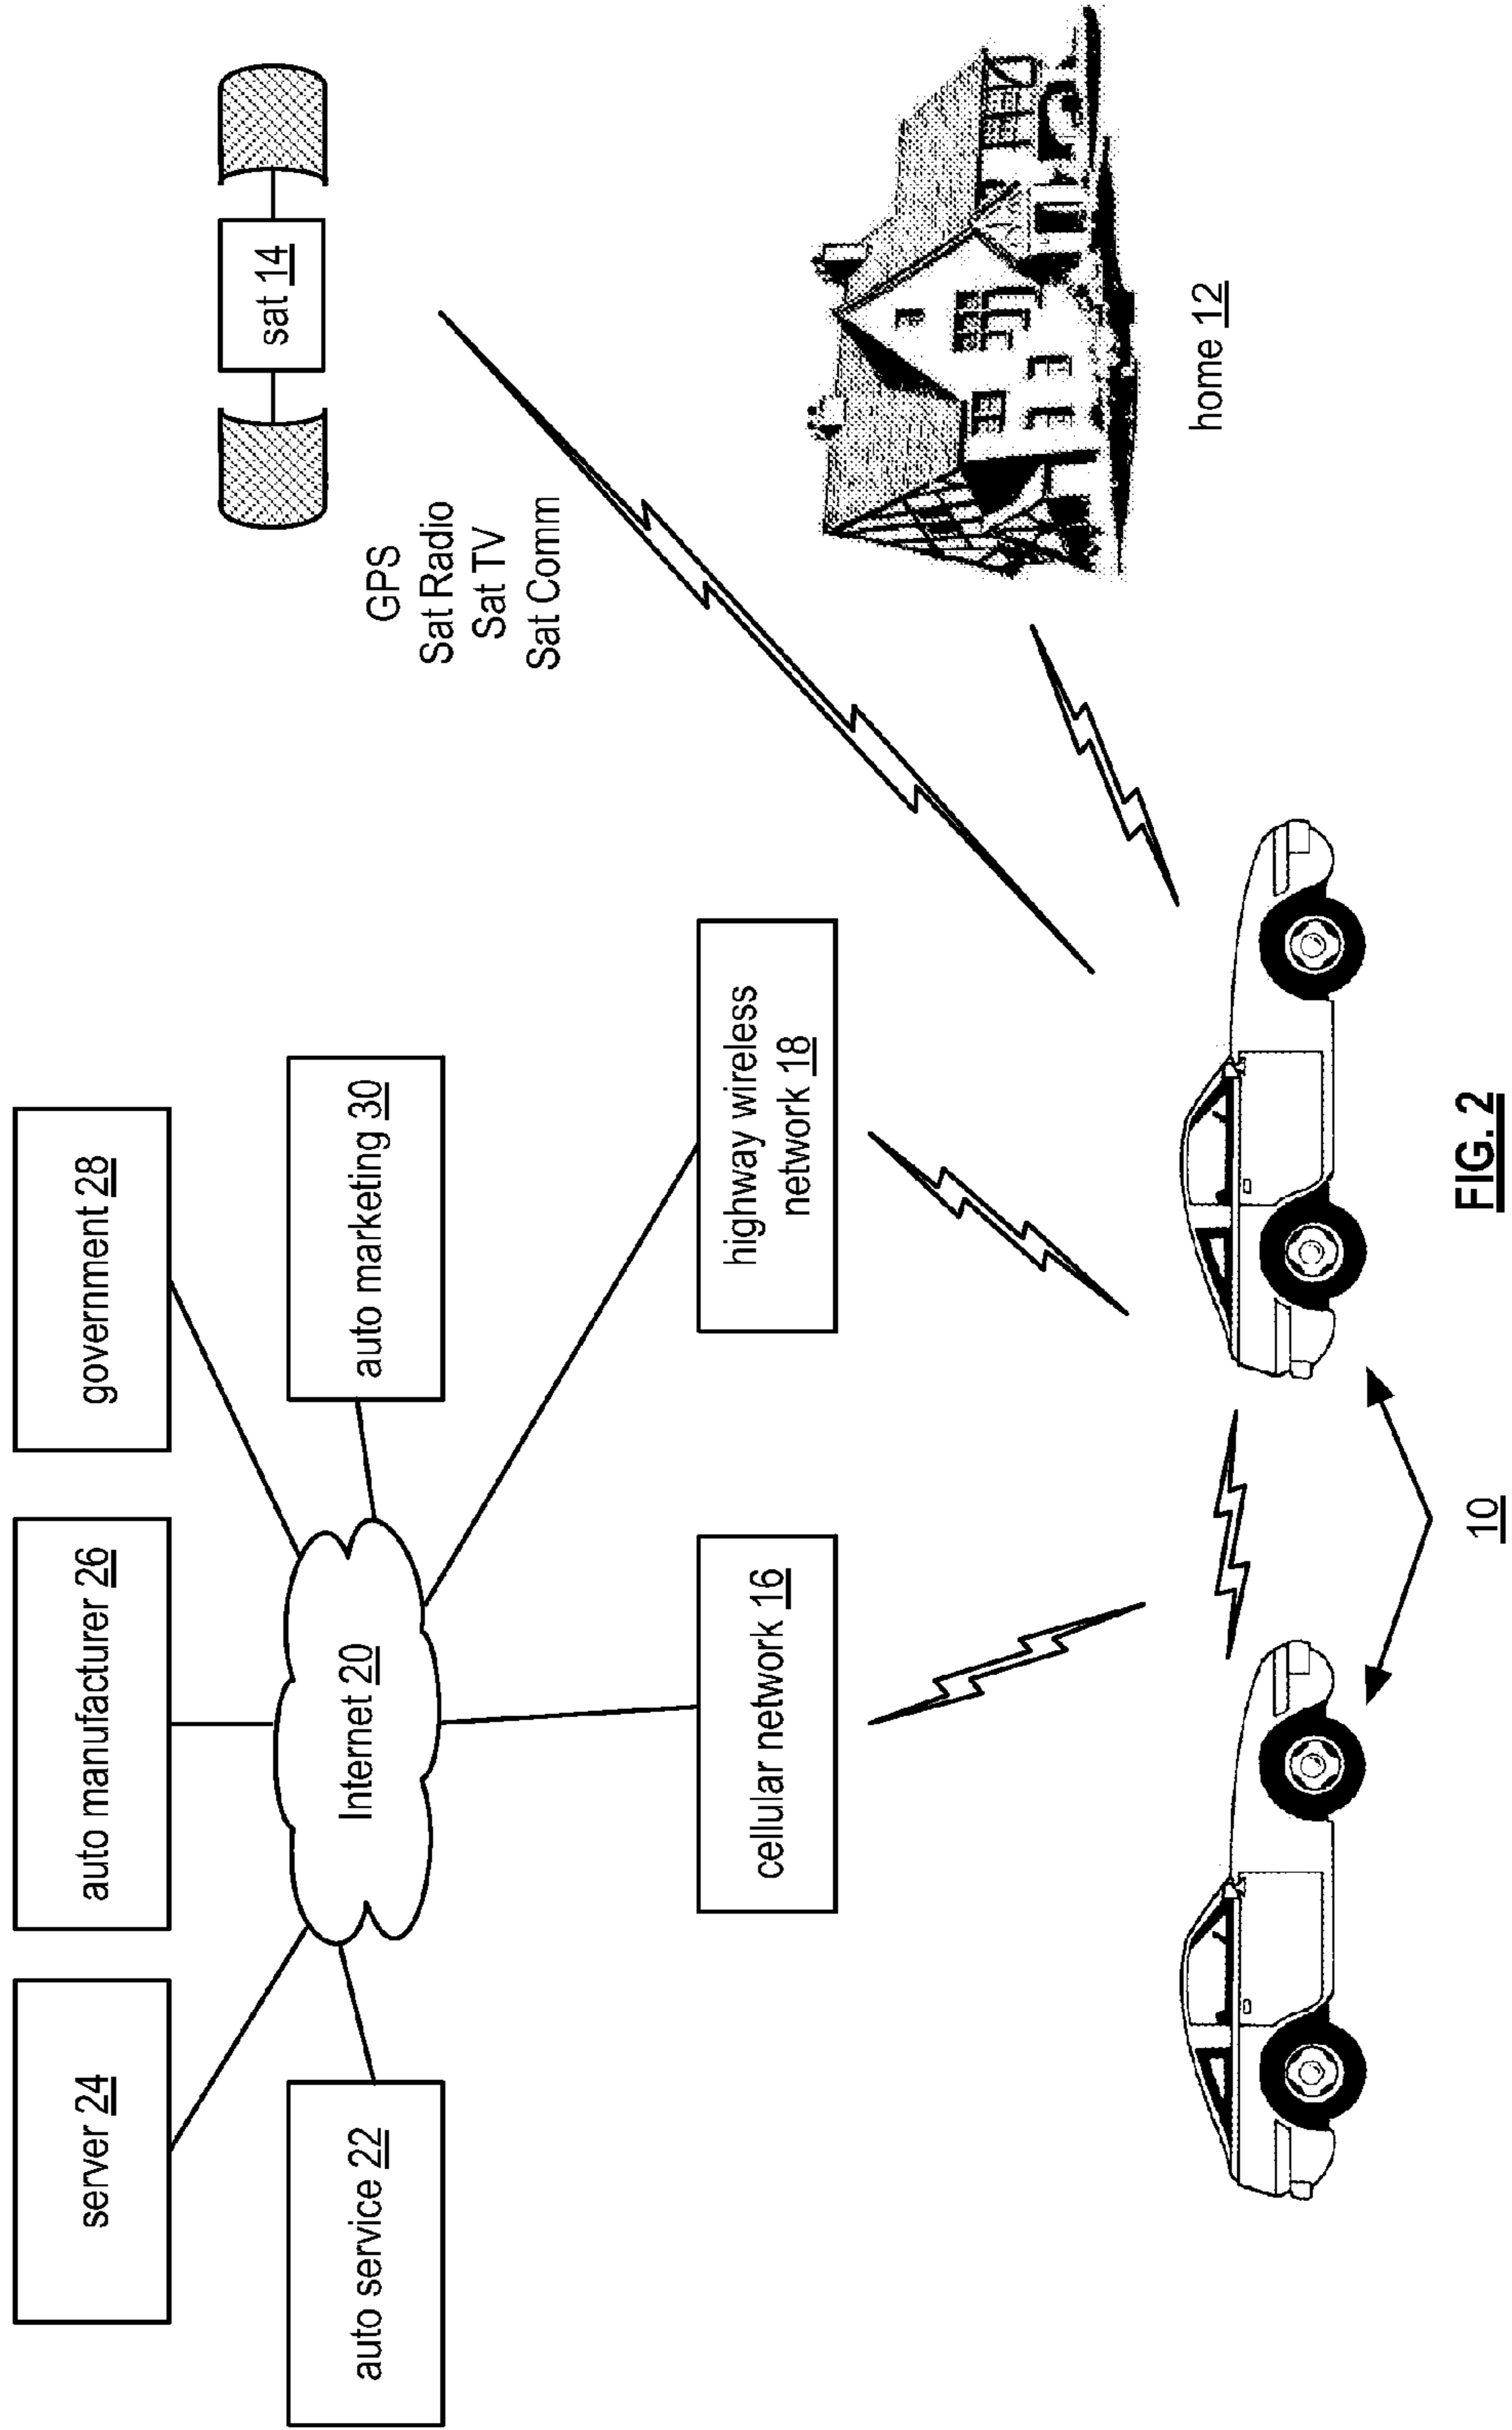 server 24
auto manufacturer 26
government 28
auto service 22
Internet 20
auto marketing 30
sat 14
GPS
Sat Radio
Sat TV
Sat Comm
cellular network 16
highway wireless
network 18
home 12
10
FIG. 2